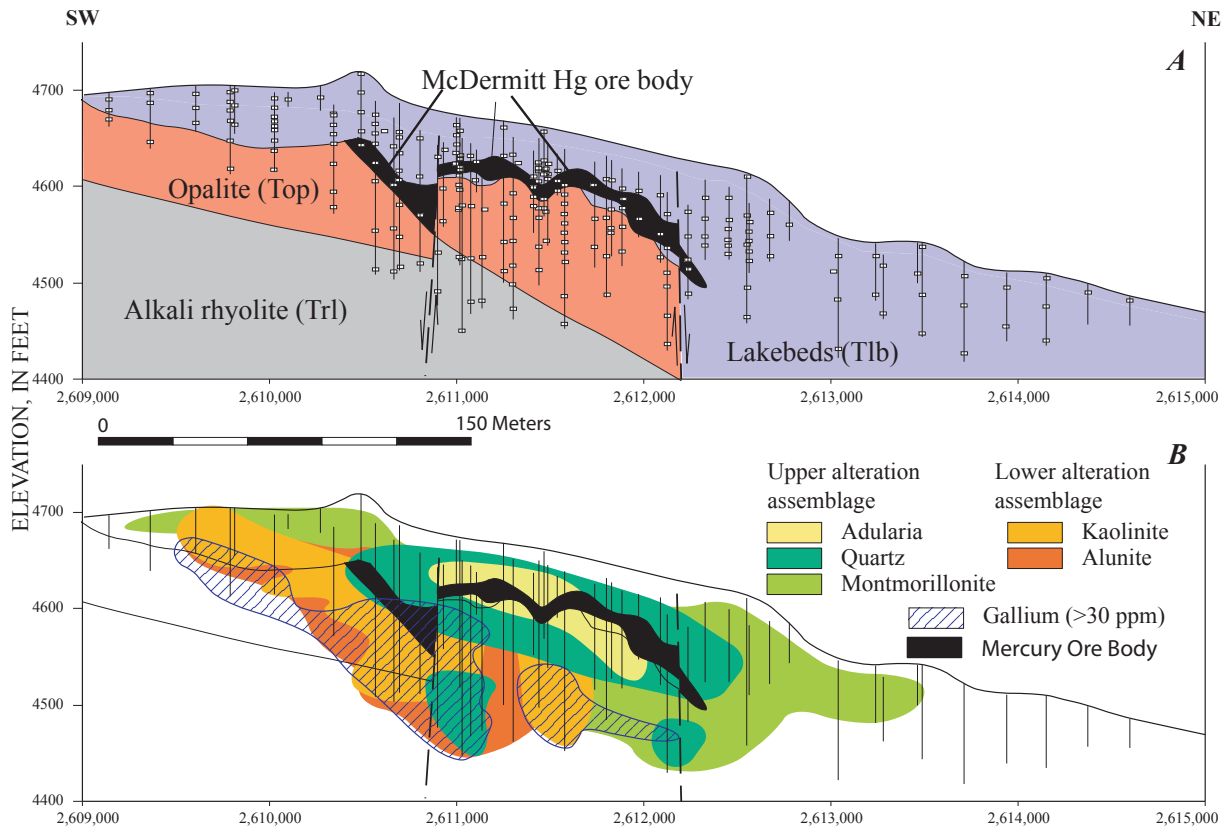 SW
NE
A
McDermitt Hg ore body
4700
4600
4500
4400
Opalite (Top)
Alkali rhyolite (Trl)
Lakebeds (Tlb)
2,609,000
2,610,000
2,611,000
2,612,000
2,613,000
2,614,000
2,615,000
0
150 Meters
ELEVATION, IN FEET
B
Upper alteration
assemblage
Adularia
Quartz
Montmorillonite
Lower alteration
assemblage
Kaolinite
Alunite
Gallium (>30 ppm)
Mercury Ore Body
4700
4600
4500
4400
2,609,000
2,610,000
2,611,000
2,612,000
2,613,000
2,614,000
2,615,000